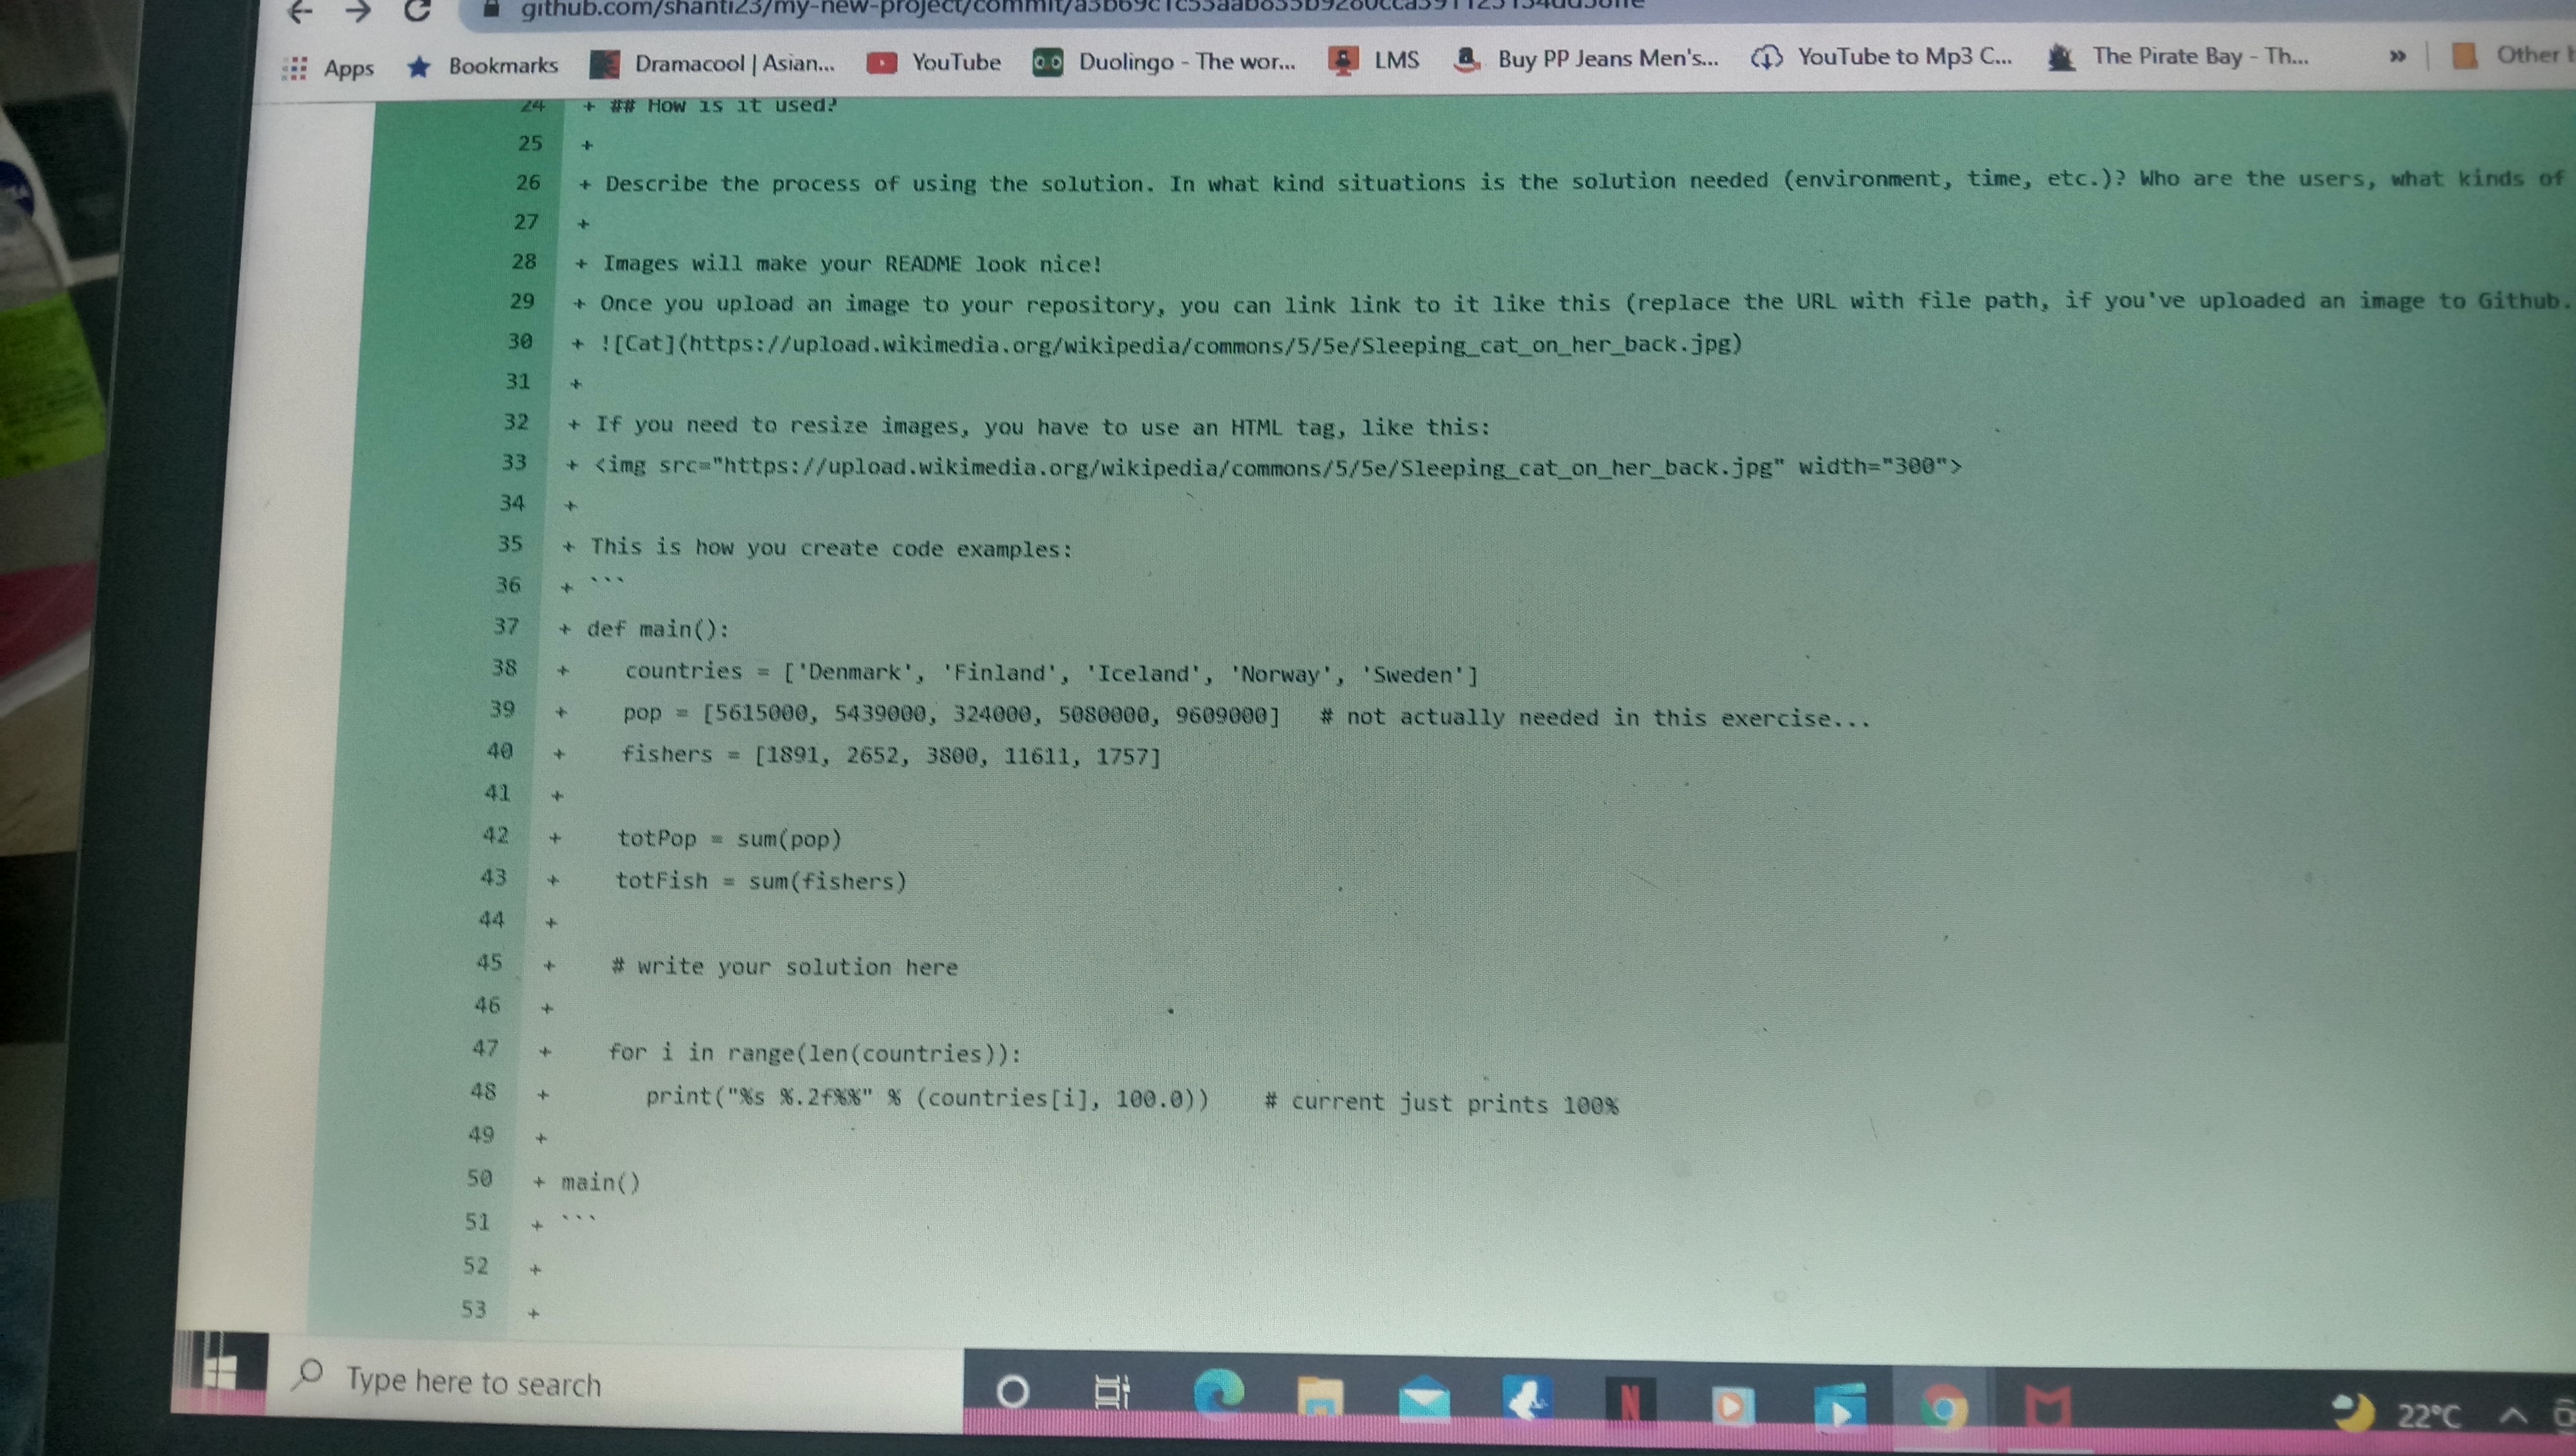 github.com/shanti23/my-new-project/commit/
Apps Bookmarks Dramacool | Asian... YouTube Duolingo - The wor... LMS Buy PP Jeans Men's... YouTube to Mp3 C... The Pirate Bay - Th... » Other
24 + ## How is it used?
25 +
26 + Describe the process of using the solution. In what kind situations is the solution needed (environment, time, etc.)? Who are the users, what kinds of
27 +
28 + Images will make your README look nice!
29 + Once you upload an image to your repository, you can link link to it like this (replace the URL with file path, if you've uploaded an image to Github.
30 + ![Cat](https://upload.wikimedia.org/wikipedia/commons/5/5e/Sleeping_cat_on_her_back.jpg)
31 +
32 + If you need to resize images, you have to use an HTML tag, like this:
33 + <img src="https://upload.wikimedia.org/wikipedia/commons/5/5e/Sleeping_cat_on_her_back.jpg" width="300">
34 +
35 + This is how you create code examples:
36 + ```
37 + def main():
38 + countries = ['Denmark', 'Finland', 'Iceland', 'Norway', 'Sweden']
39 + pop = [5615000, 5439000, 324000, 5080000, 9609000] # not actually needed in this exercise...
40 + fishers = [1891, 2652, 3800, 11611, 1757]
41 +
42 + totPop = sum(pop)
43 + totFish = sum(fishers)
44 +
45 + # write your solution here
46 +
47 + for i in range(len(countries)):
48 + print("%s %.2f%%" % (countries[i], 100.0)) # current just prints 100%
49 +
50 + main()
51 + ```
52 +
53 +
Type here to search 22°C